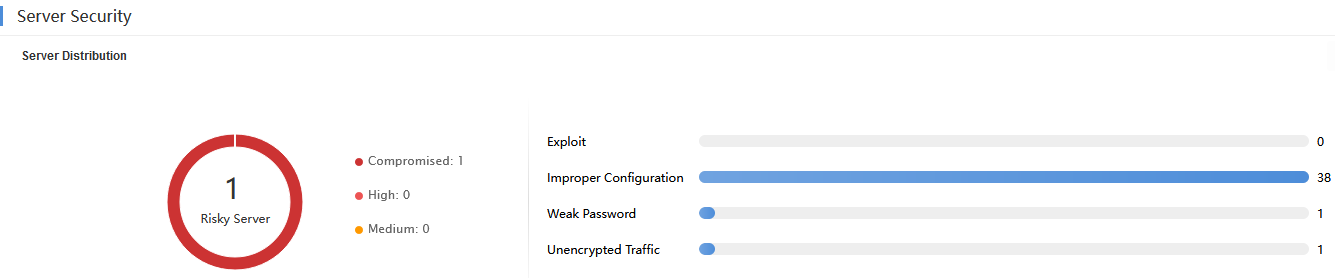 Server Security
Server Distribution
1
Risky Server
Compromised: 1
High: 0
Medium: 0
Exploit 0
Improper Configuration 38
Weak Password 1
Unencrypted Traffic 1